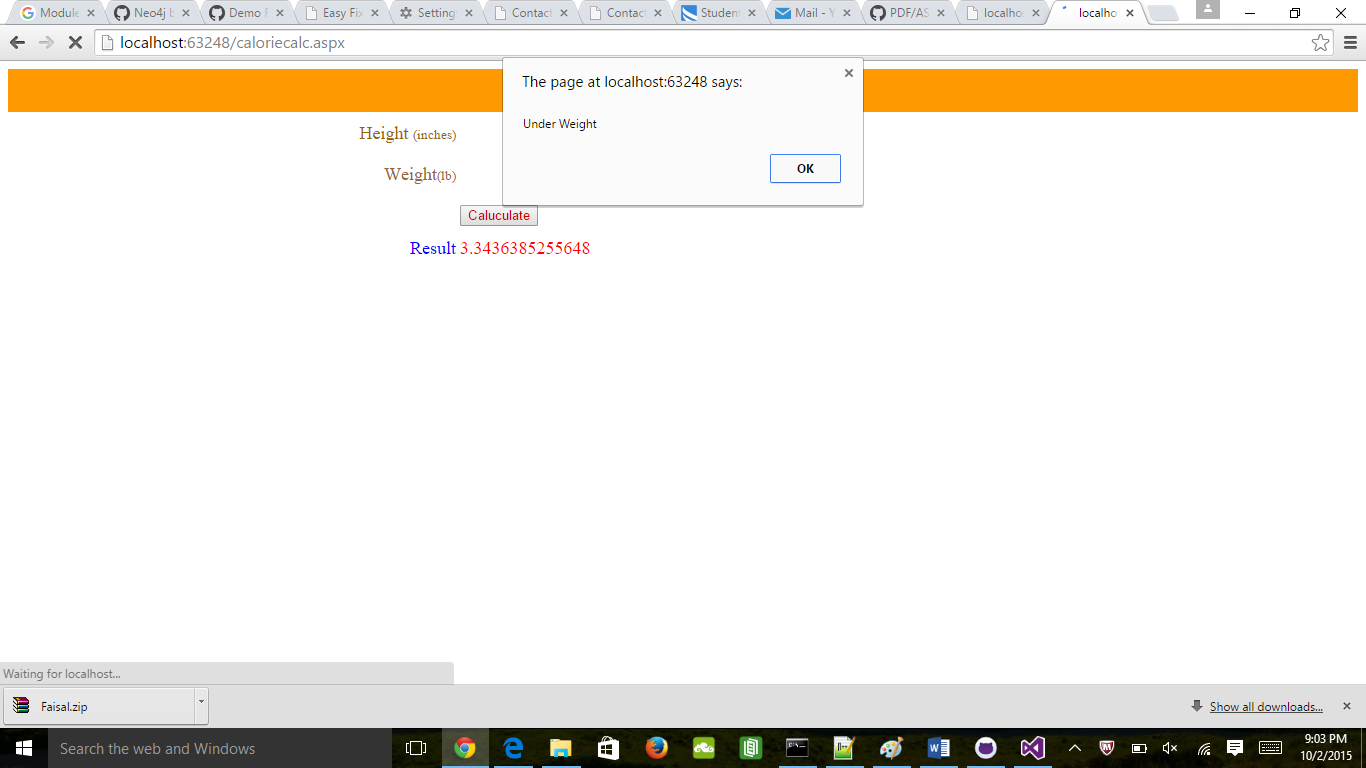 Module
Neo4j b
Demo F
Easy Fix
Setting
Contact
Contac
Student
Mail - Y
PDF/AS
localho
localho
localhost:63248/caloriecalc.aspx
The page at localhost:63248 says:
Under Weight
OK
Height (inches)
Weight(lb)
Caluculate
Result 3.3436385255648
Waiting for localhost...
Faisal.zip
Show all downloads...
Search the web and Windows
9:03 PM
10/2/2015